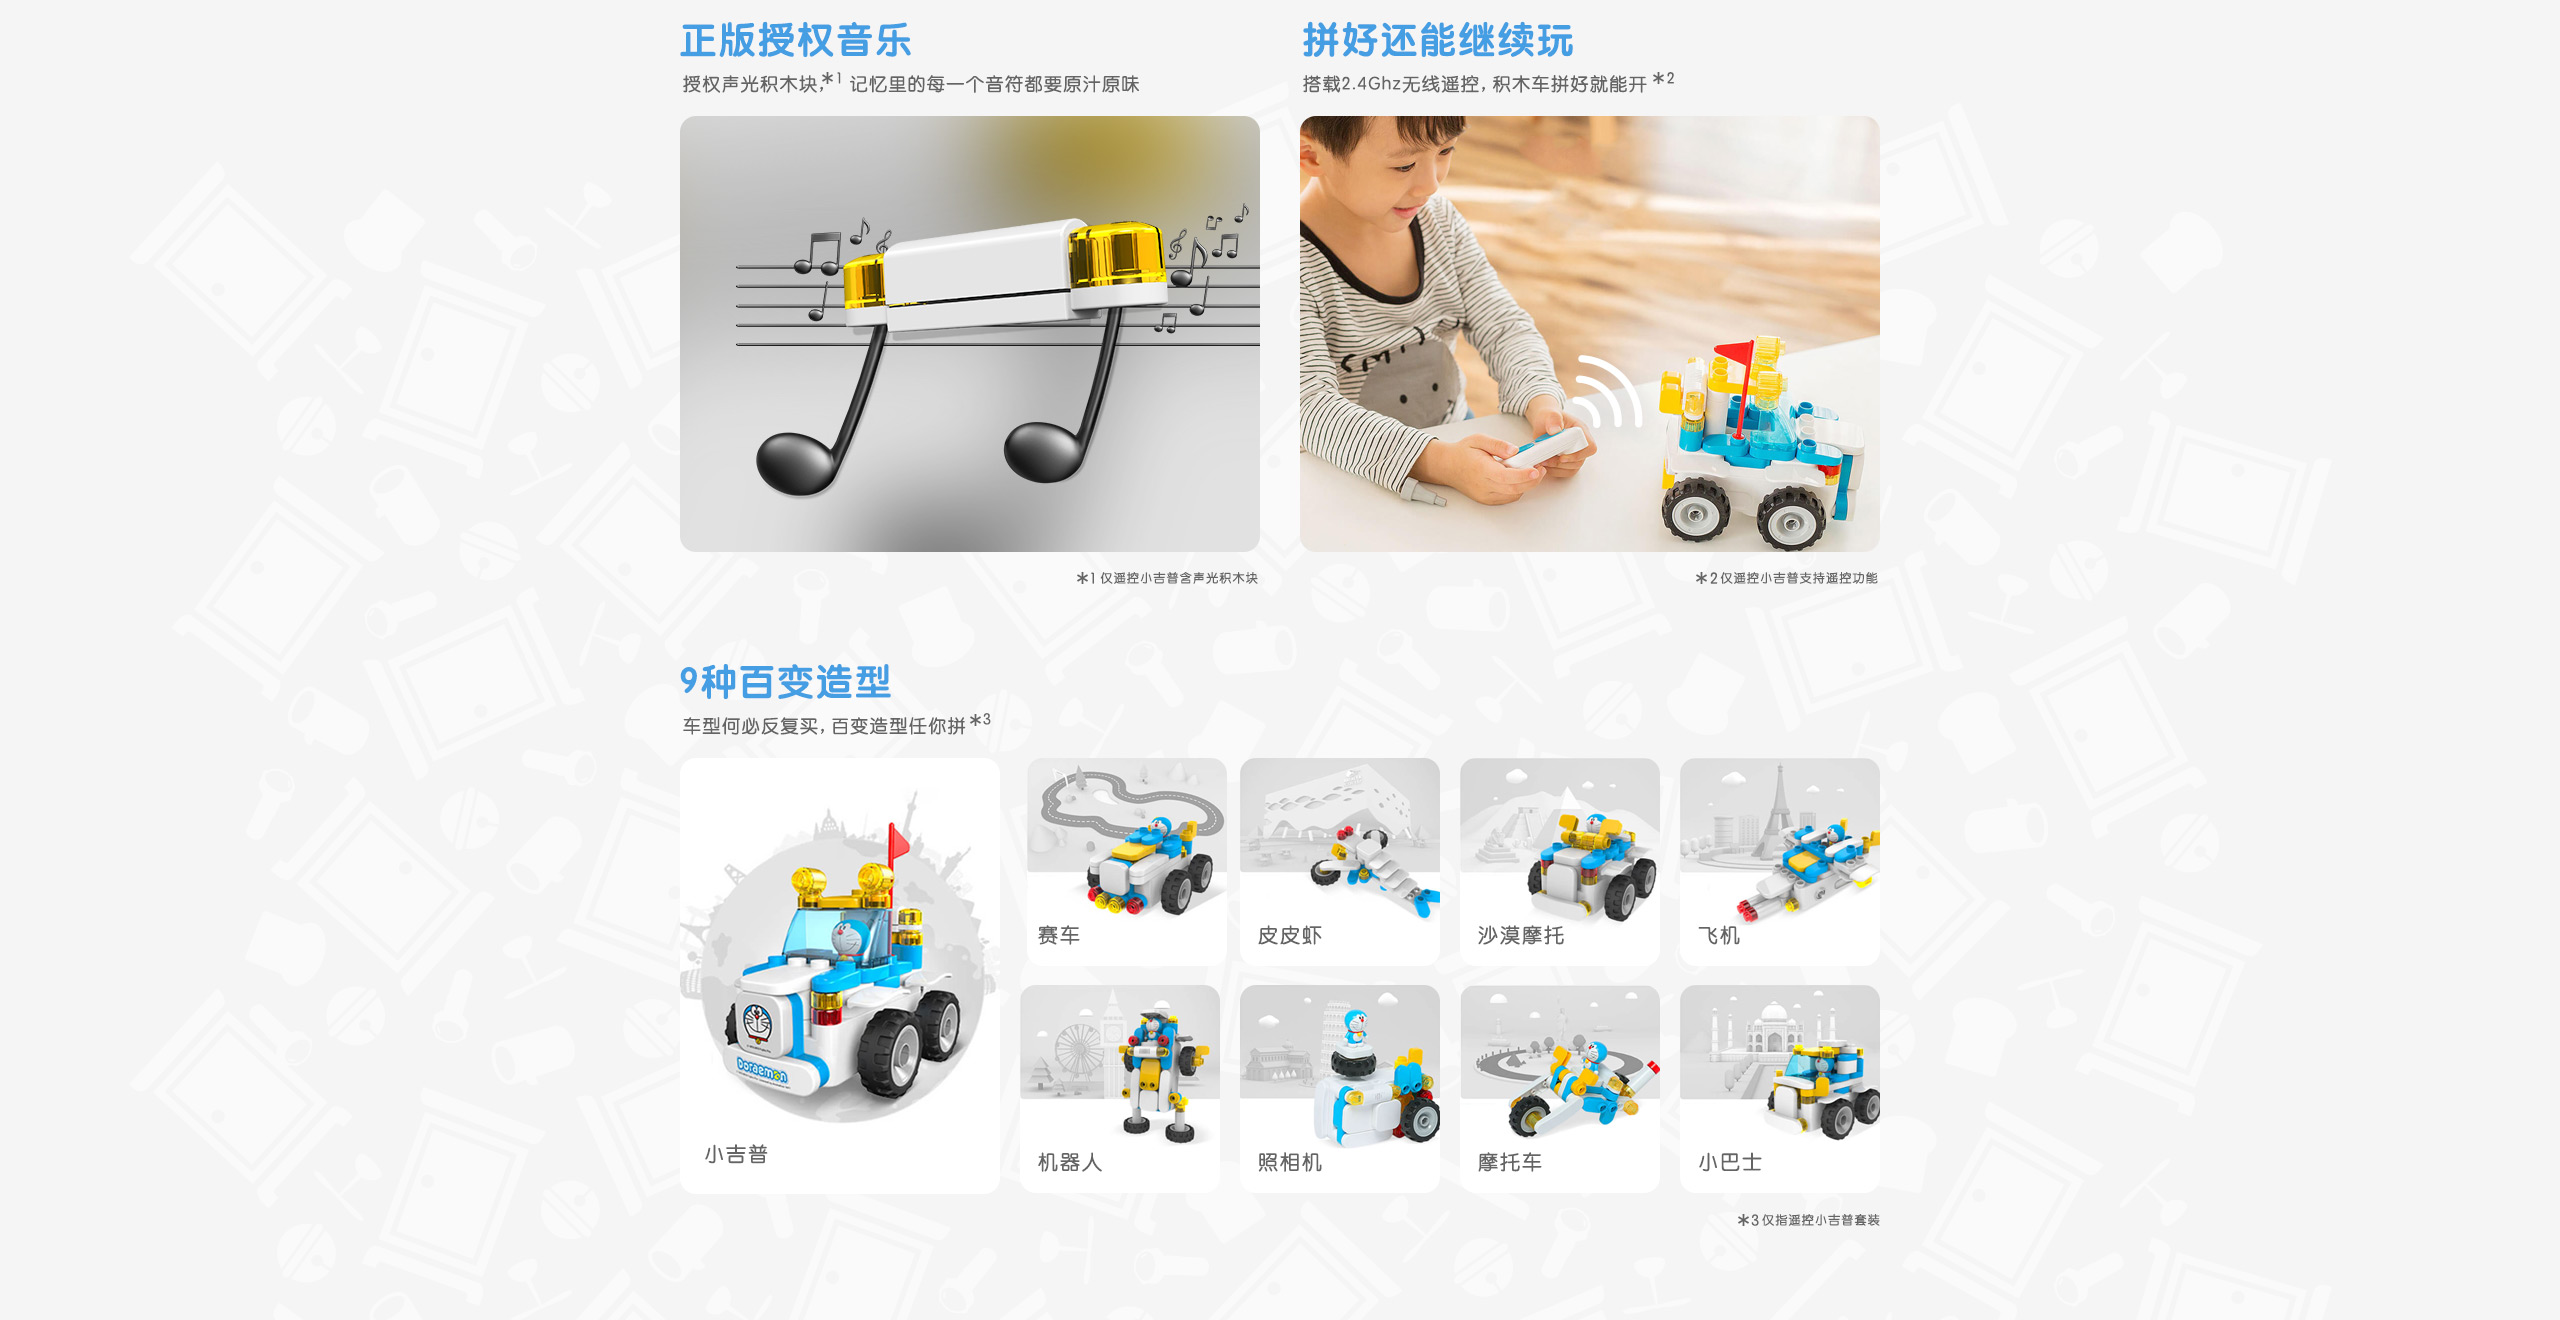 正版授权音乐
授权声光积木块,*1 记忆里的每一个音符都要原汁原味
拼好还能继续玩
搭载2.4Ghz无线遥控, 积木车拼好就能开 *2
*1 仅遥控小吉普含声光积木块
*2 仅遥控小吉普支持遥控功能
9种百变造型
车型何必反复买, 百变造型任你拼 *3
Doraemon
小吉普
赛车
皮皮虾
沙漠摩托
飞机
机器人
照相机
摩托车
小巴士
*3 仅指遥控小吉普套装